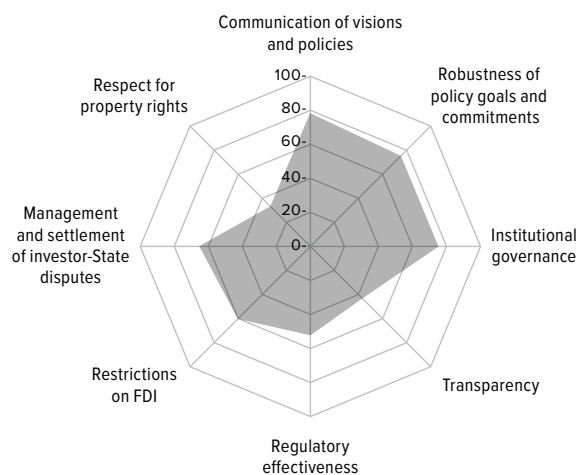 Communication of visions
and policies
Robustness of
policy goals and
commitments
Institutional
governance
Transparency
Regulatory
effectiveness
Restrictions
on FDI
Management
and settlement
of investor-State
disputes
Respect for
property rights
100-
80-
60-
40-
20-
0-